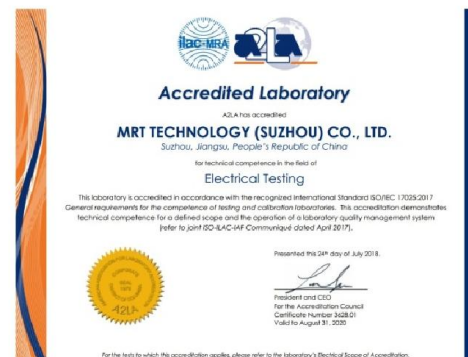 ilac-MRA
A2LA
Accredited Laboratory
A2LA has accredited
MRT TECHNOLOGY (SUZHOU) CO., LTD.
Suzhou, Jiangsu, People's Republic of China
for technical competence in the field of
Electrical Testing
This laboratory is accredited in accordance with the recognized International Standard ISO/IEC 17025:2017
General requirements for the competence of testing and calibration laboratories. This accreditation demonstrates
technical competence for a defined scope and the operation of a laboratory quality management system
(refer to joint ISO-ILAC-IAF Communiqué dated April 2017).
Presented this 24th day of July 2018.
President and CEO
For the Accreditation Council
Certificate Number 3628.01
Valid to August 31, 2020
CORPORATE
SEAL
1978
A2LA
For the tests to which this accreditation applies, please refer to the laboratory's Electrical Scope of Accreditation.